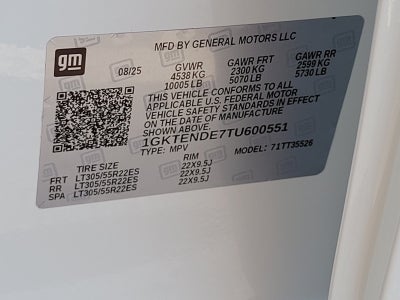 MFD BY GENERAL MOTORS LLC
gm
08/25 GVWR GAWR FRT GAWR RR
4538 KG 2300 KG 2599 KG
10005 LB 5070 LB 5730 LB
THIS VEHICLE CONFORMS TO ALL
APPLICABLE U.S. FEDERAL MOTOR
VEHICLE SAFETY STANDARDS IN EFFECT
ON THE DATE OF MANUFACTURE
SHOWN ABOVE.
1GKTENDE7TU600551
TYPE: MPV MODEL: 71TT35526
TIRE SIZE RIM
FRT LT305/55R22ES 22X9.5J
RR LT305/55R22ES 22X9.5J
SPA LT305/55R22ES 22X9.5J